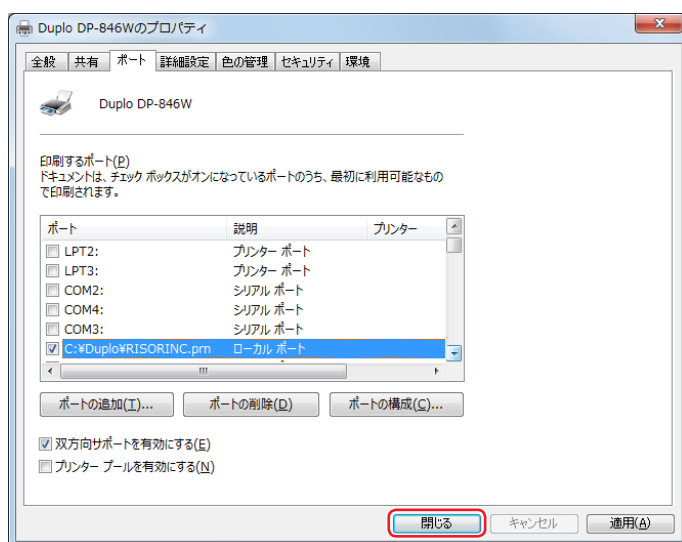 Duplo DP-846Wのプロパティ
全般 共有 ポート 詳細設定 色の管理 セキュリティ 環境
Duplo DP-846W
印刷するポート(P)
ドキュメントは、チェック ボックスがオンになっているポートのうち、最初に利用可能なもの
で印刷されます。
ポート 説明 プリンター
LPT2: プリンター ポート
LPT3: プリンター ポート
COM2: シリアル ポート
COM4: シリアル ポート
COM3: シリアル ポート
C:¥Duplo¥RISORINC.prn ローカル ポート
ポートの追加(T)... ポートの削除(D) ポートの構成(C)...
双方向サポートを有効にする(E)
プリンター プールを有効にする(N)
閉じる キャンセル 適用(A)